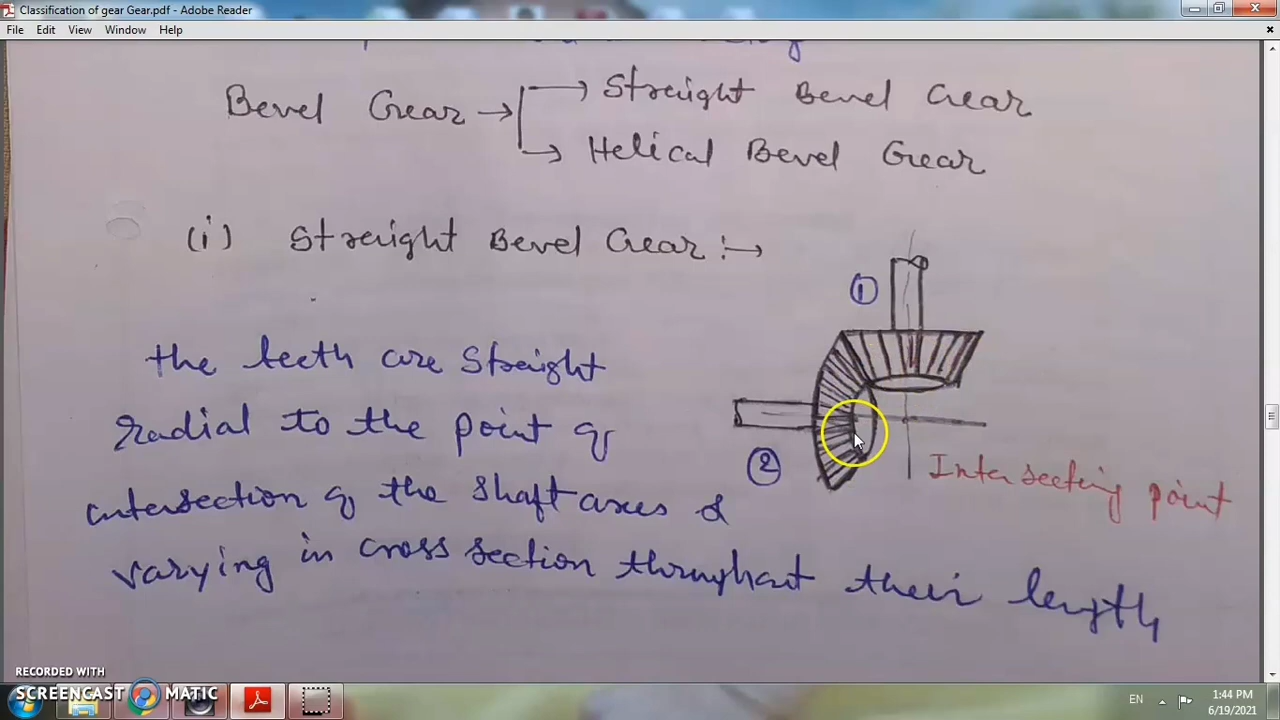 Classification of gear Gear.pdf - Adobe Reader
File Edit View Window Help
Bevel Gear → → Straight Bevel Gear
→ Helical Bevel Gear
(i) Straight Bevel Gear :→
①
the teeth are Straight
radial to the point of
②
Intersecting point
intersection of the shaft axes &
varying in cross section throughout their length
RECORDED WITH
SCREENCAST MATIC
EN
1:44 PM
6/19/2021